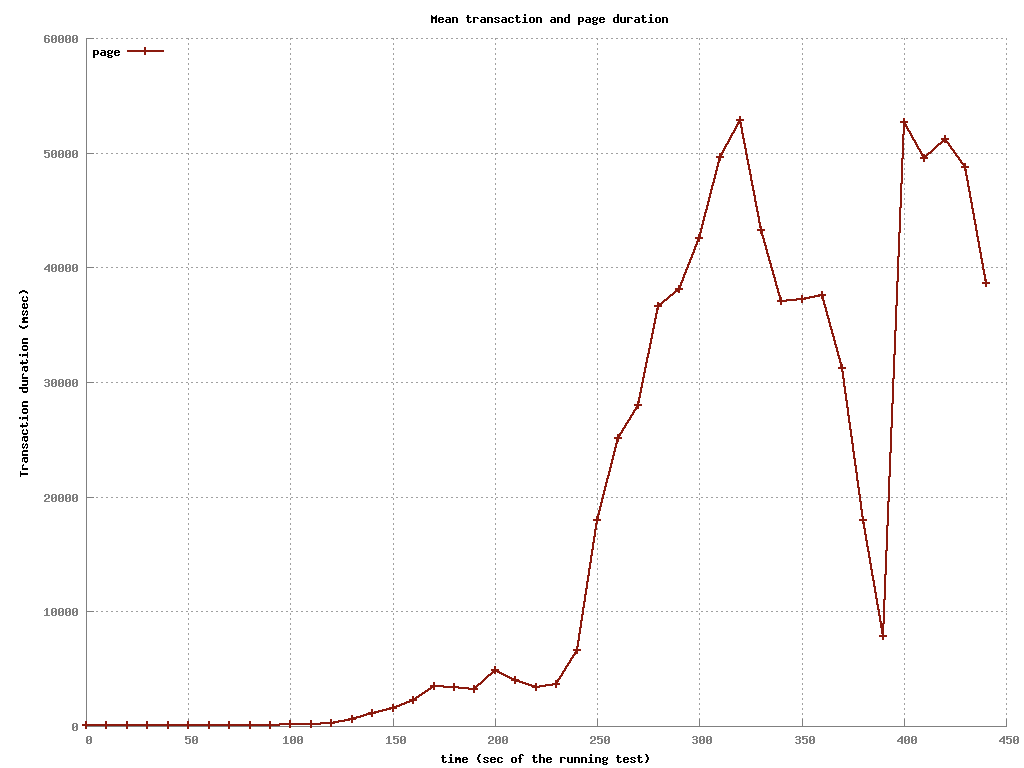 Mean transaction and page duration
page
60000
50000
40000
30000
20000
10000
0
Transaction duration (msec)
0 50 100 150 200 250 300 350 400 450
time (sec of the running test)